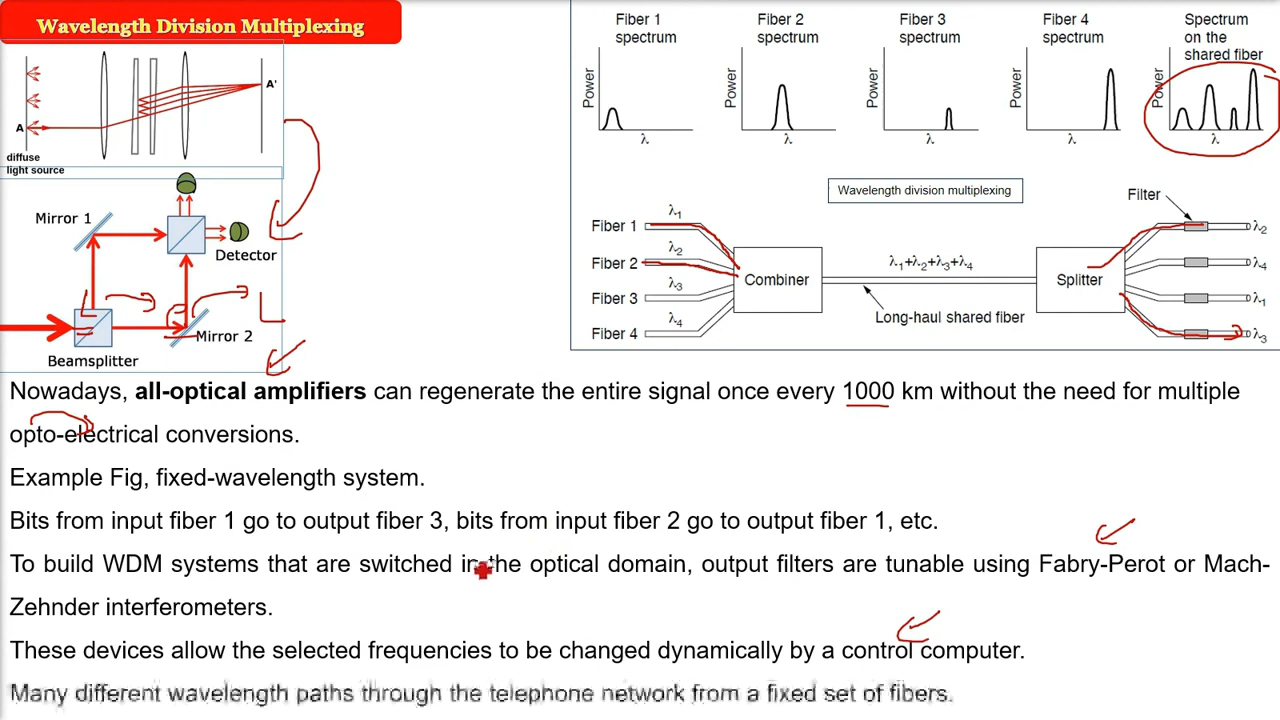 Wavelength Division Multiplexing
A
A'
diffuse
light source
Mirror 1
Detector
Mirror 2
Beamsplitter
Fiber 1
spectrum
Fiber 2
spectrum
Fiber 3
spectrum
Fiber 4
spectrum
Spectrum
on the
shared fiber
Power
Power
Power
Power
Power
λ
λ
λ
λ
λ
Wavelength division multiplexing
Filter
Fiber 1
λ1
Fiber 2
λ2
Fiber 3
λ3
Fiber 4
λ4
Combiner
λ1+λ2+λ3+λ4
Long-haul shared fiber
Splitter
λ2
λ4
λ1
λ3
Nowadays, all-optical amplifiers can regenerate the entire signal once every 1000 km without the need for multiple
opto-electrical conversions.
Example Fig, fixed-wavelength system.
Bits from input fiber 1 go to output fiber 3, bits from input fiber 2 go to output fiber 1, etc.
To build WDM systems that are switched in the optical domain, output filters are tunable using Fabry-Perot or Mach-
Zehnder interferometers.
These devices allow the selected frequencies to be changed dynamically by a control computer.
Many different wavelength paths through the telephone network from a fixed set of fibers.